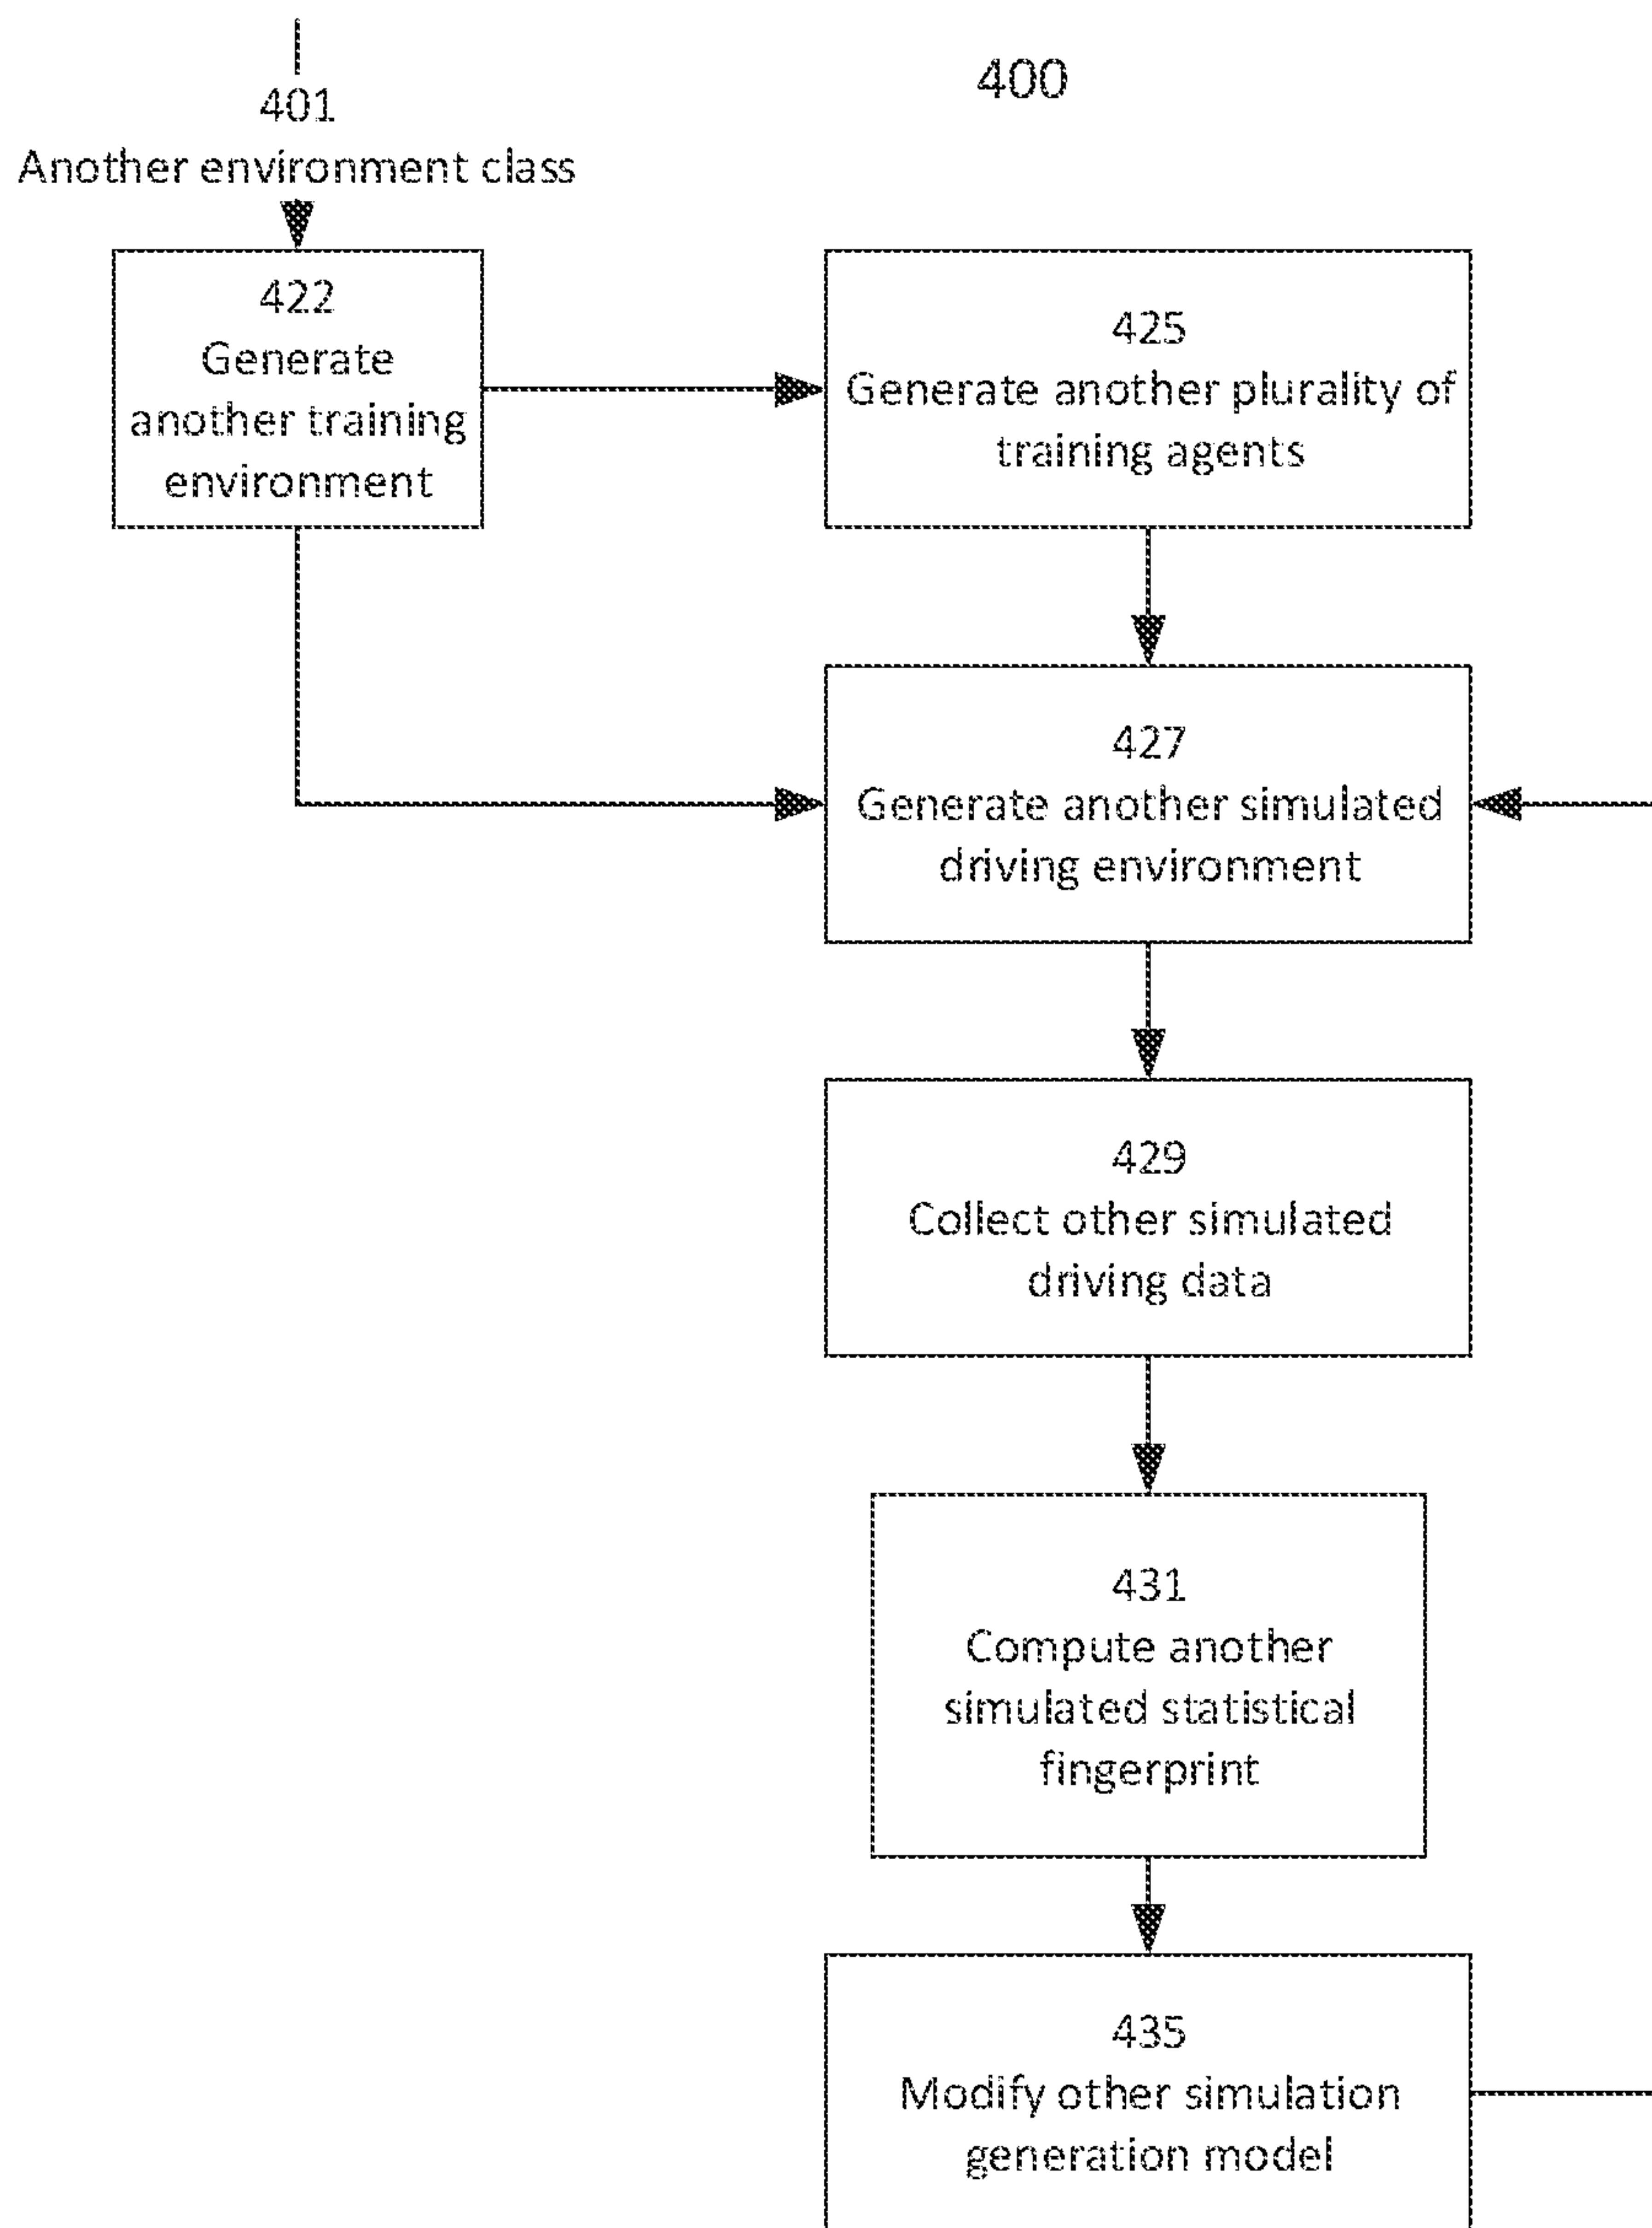 400
401
Another environment class
422
Generate
another training
environment
425
Generate another plurality of
training agents
427
Generate another simulated
driving environment
429
Collect other simulated
driving data
431
Compute another
simulated statistical
fingerprint
435
Modify other simulation
generation model